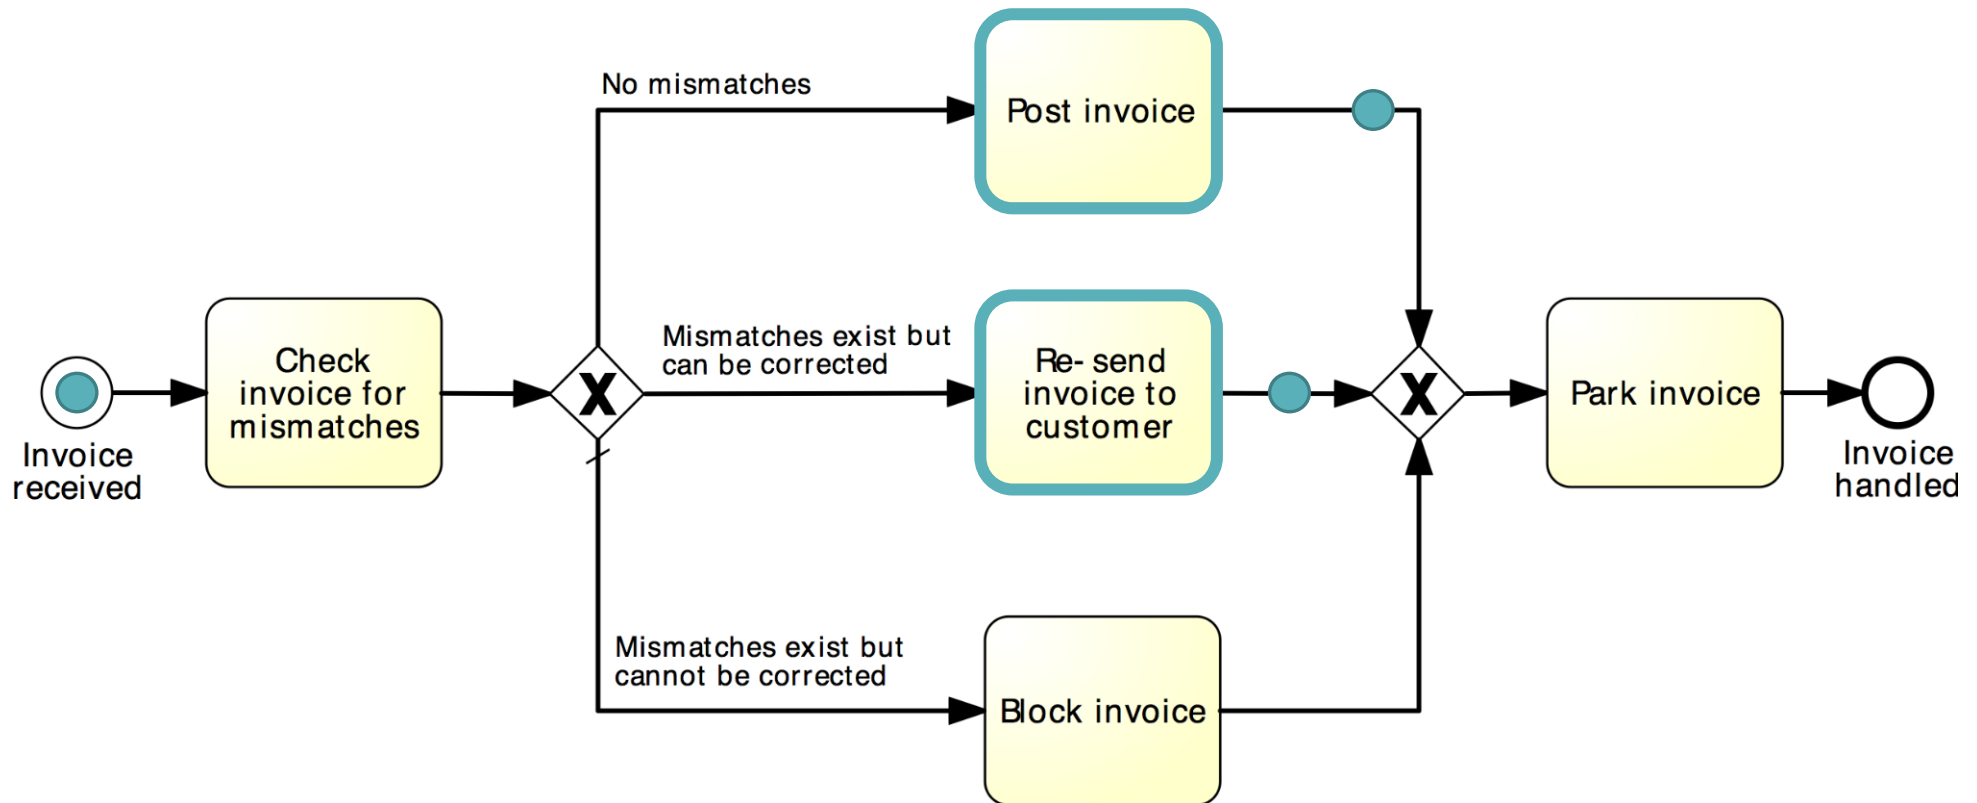 No mismatches
Post invoice
Invoice
received
Check
invoice for
mismatches
X
Mismatches exist but
can be corrected
Re-send
invoice to
customer
X
Park invoice
Invoice
handled
Mismatches exist but
cannot be corrected
Block invoice